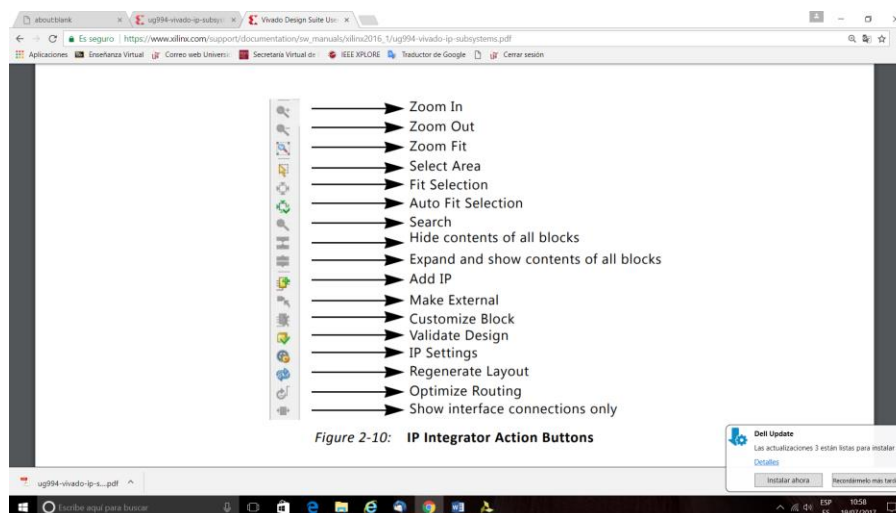 about:blank
ug994-vivado-ip-subsys
Vivado Design Suite Use
Es seguro | https://www.xilinx.com/support/documentation/sw_manuals/xilinx2016_1/ug994-vivado-ip-subsystems.pdf
Aplicaciones Enseñanza Virtual Correo web Univers Secretaría Virtual de IEEE XPLORE Traductor de Google Cerrar sesión
Zoom In
Zoom Out
Zoom Fit
Select Area
Fit Selection
Auto Fit Selection
Search
Hide contents of all blocks
Expand and show contents of all blocks
Add IP
Make External
Customize Block
Validate Design
IP Settings
Regenerate Layout
Optimize Routing
Show interface connections only
Figure 2-10: IP Integrator Action Buttons
Dell Update
Las actualizaciones 3 están listas para instalar
Detalles
Instalar ahora
Recordármelo más tard
ug994-vivado-ip-s....pdf
Escribe aquí para buscar
ESP
ES
10:58
19/07/2017